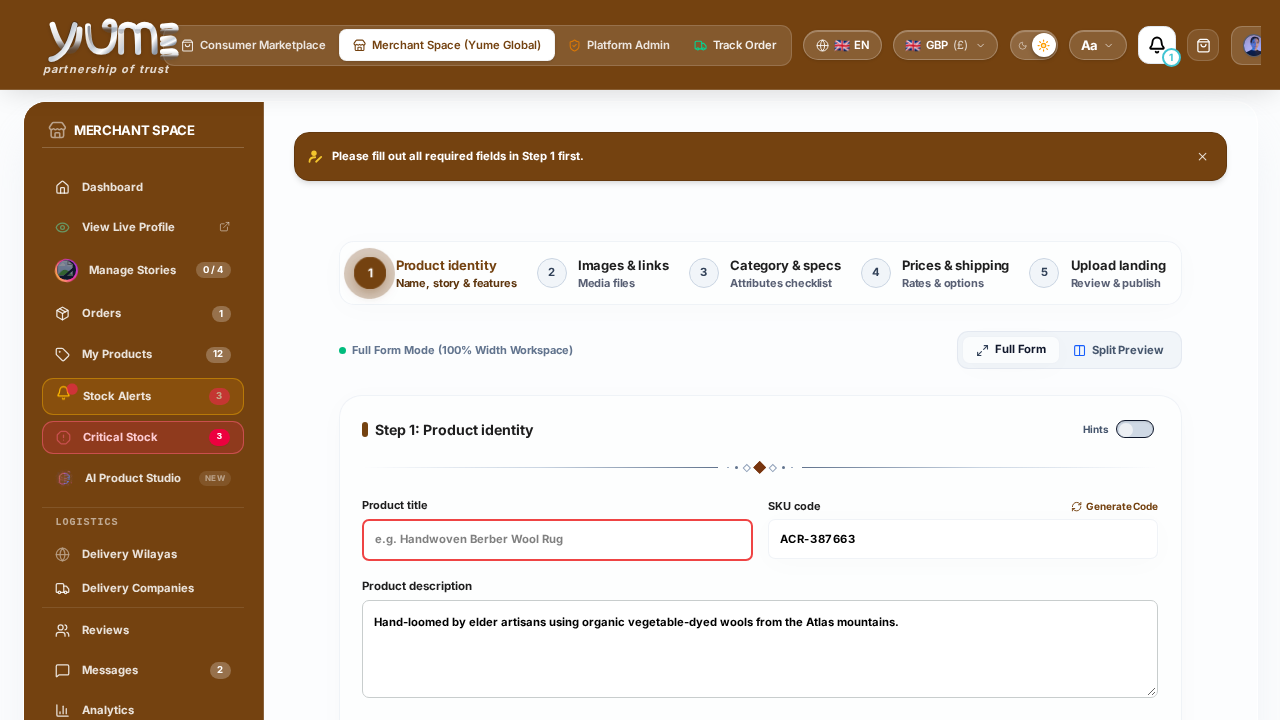 yume
partnership of trust
Consumer Marketplace
Merchant Space (Yume Global)
Platform Admin
Track Order
🇬🇧 EN
🇬🇧 GBP (£)
Aa
1
MERCHANT SPACE
Dashboard
View Live Profile
Manage Stories 0 / 4
Orders 1
My Products 12
Stock Alerts 3
Critical Stock 3
AI Product Studio NEW
LOGISTICS
Delivery Wilayas
Delivery Companies
Reviews
Messages 2
Analytics
Please fill out all required fields in Step 1 first.
1 Product identity
Name, story & features
2 Images & links
Media files
3 Category & specs
Attributes checklist
4 Prices & shipping
Rates & options
5 Upload landing
Review & publish
Full Form Mode (100% Width Workspace)
Full Form
Split Preview
Step 1: Product identity
Hints
Product title
e.g. Handwoven Berber Wool Rug
SKU code
Generate Code
ACR-387663
Product description
Hand-loomed by elder artisans using organic vegetable-dyed wools from the Atlas mountains.